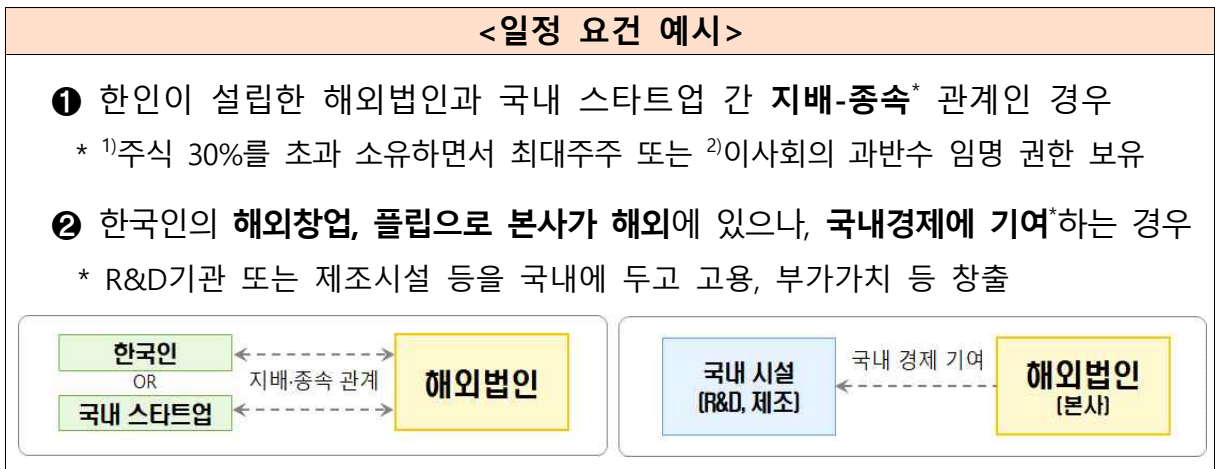 <일정 요건 예시>
❶ 한인이 설립한 해외법인과 국내 스타트업 간 지배-종속* 관계인 경우
* 1)주식 30%를 초과 소유하면서 최대주주 또는 2)이사회의 과반수 임명 권한 보유
❷ 한국인의 해외창업, 플립으로 본사가 해외에 있으나, 국내경제에 기여*하는 경우
* R&D기관 또는 제조시설 등을 국내에 두고 고용, 부가가치 등 창출
한국인
OR
국내 스타트업
지배·종속 관계
해외법인
국내 시설
(R&D, 제조)
국내 경제 기여
해외법인
(본사)